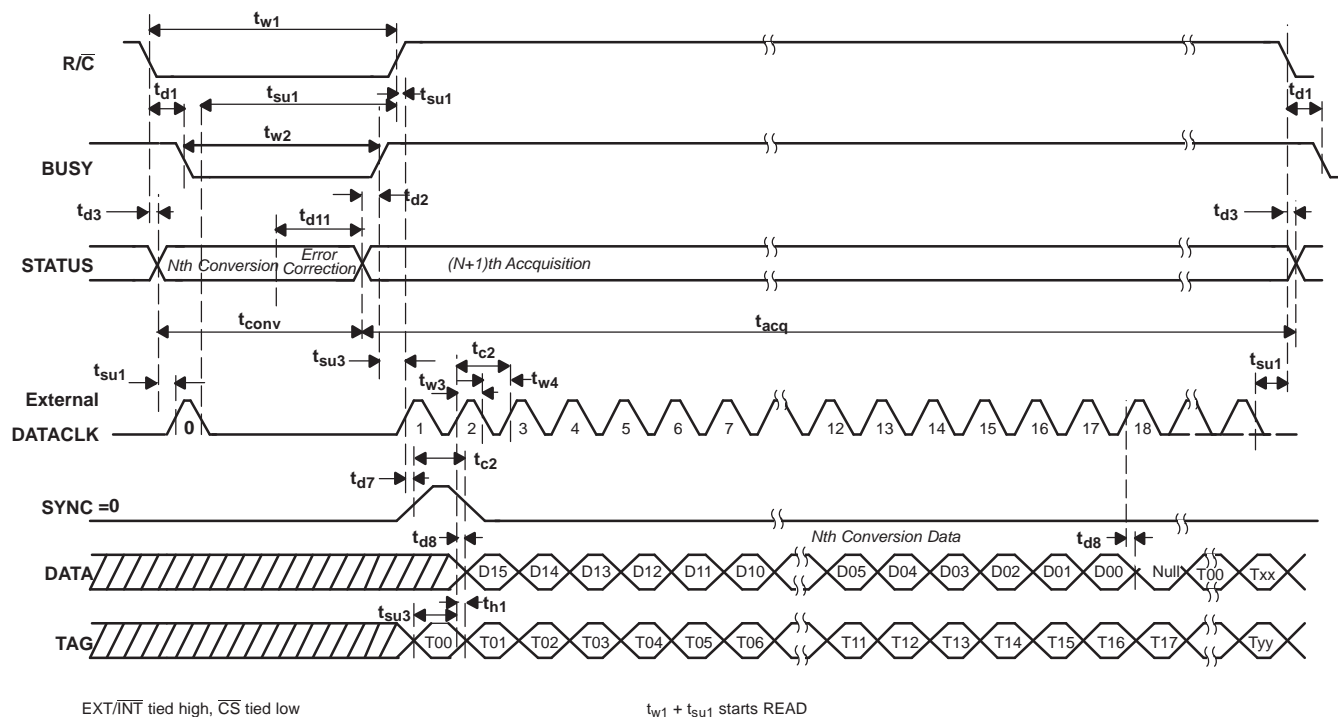 tw1
R/C
td1
tsu1
tsu1
td1
tw2
BUSY
td2
td3
td11
td3
STATUS
Nth Conversion
Error
Correction
(N+1)th Accquisition
tconv
tacq
tsu3
tc2
tsu1
tsu1
tw3
tw4
External
DATACLK
0 1 2 3 4 5 6 7 12 13 14 15 16 17 18
tc2
td7
SYNC =0
Nth Conversion Data
td8
td8
DATA
D15 D14 D13 D12 D11 D10 D05 D04 D03 D02 D01 D00 Null T00 Txx
tsu3
th1
TAG
T00 T01 T02 T03 T04 T05 T06 T11 T12 T13 T14 T15 T16 T17 Tyy
EXT/INT tied high, CS tied low
tw1 + tsu1 starts READ